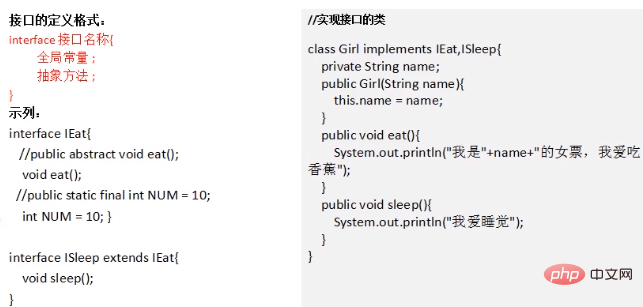 接口的定义格式：
interface 接口名称{
全局常量 ;
抽象方法 ;
}
示列：
interface IEat{
//public abstract void eat();
void eat();
//public static final int NUM = 10;
int NUM = 10; }
interface ISleep extends IEat{
void sleep();
}
//实现接口的类
class Girl implements IEat,ISleep{
private String name;
public Girl(String name){
this.name = name;
}
public void eat(){
System.out.println("我是"+name+"的女票，我爱吃
香蕉");
}
public void sleep(){
System.out.println("我爱睡觉");
}
}
php 中文网